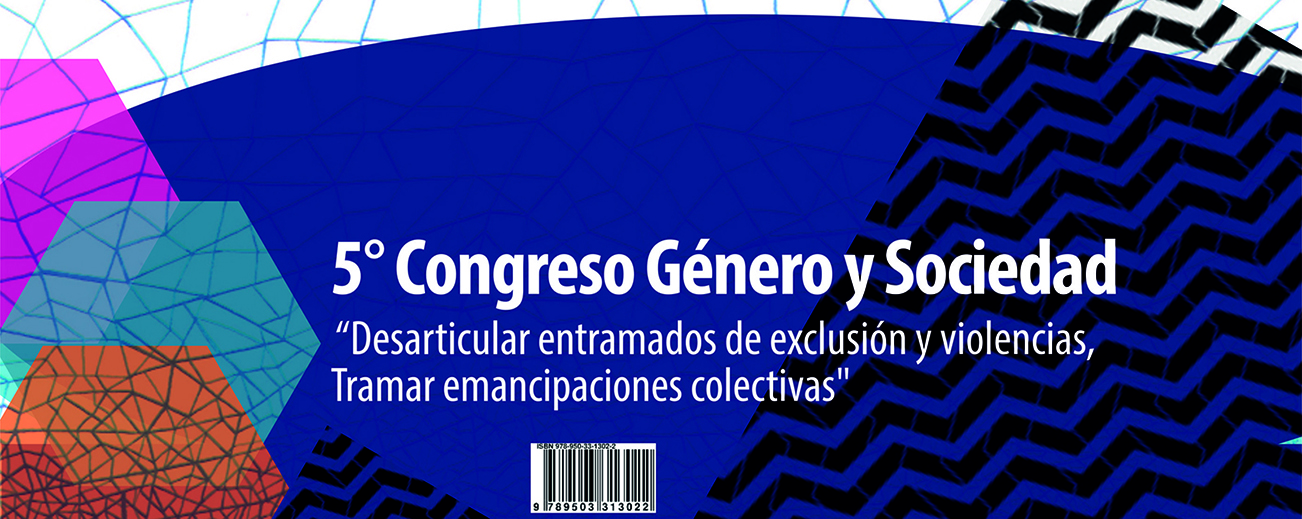 5° Congreso Género y Sociedad
“Desarticular entramados de exclusión y violencias,
Tramar emancipaciones colectivas"
ISBN 978-950-33-1302-2
9 789503 313022